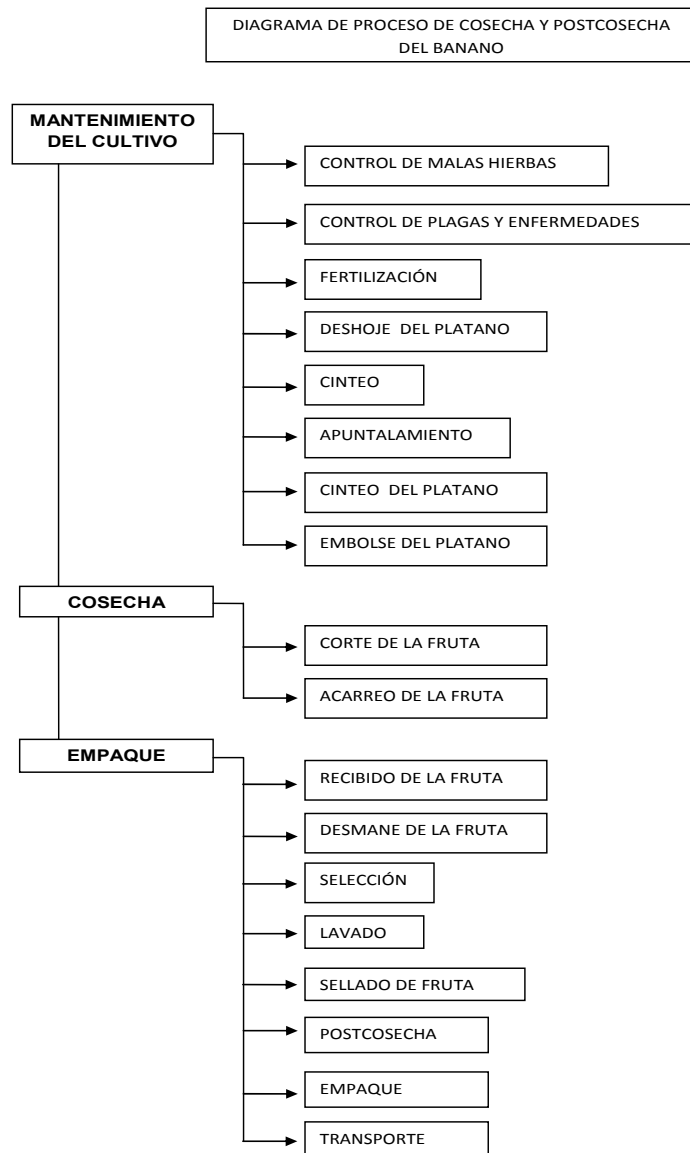 DIAGRAMA DE PROCESO DE COSECHA Y POSTCOSECHA
DEL BANANO
MANTENIMIENTO
DEL CULTIVO
CONTROL DE MALAS HIERBAS
CONTROL DE PLAGAS Y ENFERMEDADES
FERTILIZACIÓN
DESHOJE DEL PLATANO
CINTEO
APUNTALAMIENTO
CINTEO DEL PLATANO
EMBOLSE DEL PLATANO
COSECHA
CORTE DE LA FRUTA
ACARREO DE LA FRUTA
EMPAQUE
RECIBIDO DE LA FRUTA
DESMANE DE LA FRUTA
SELECCIÓN
LAVADO
SELLADO DE FRUTA
POSTCOSECHA
EMPAQUE
TRANSPORTE